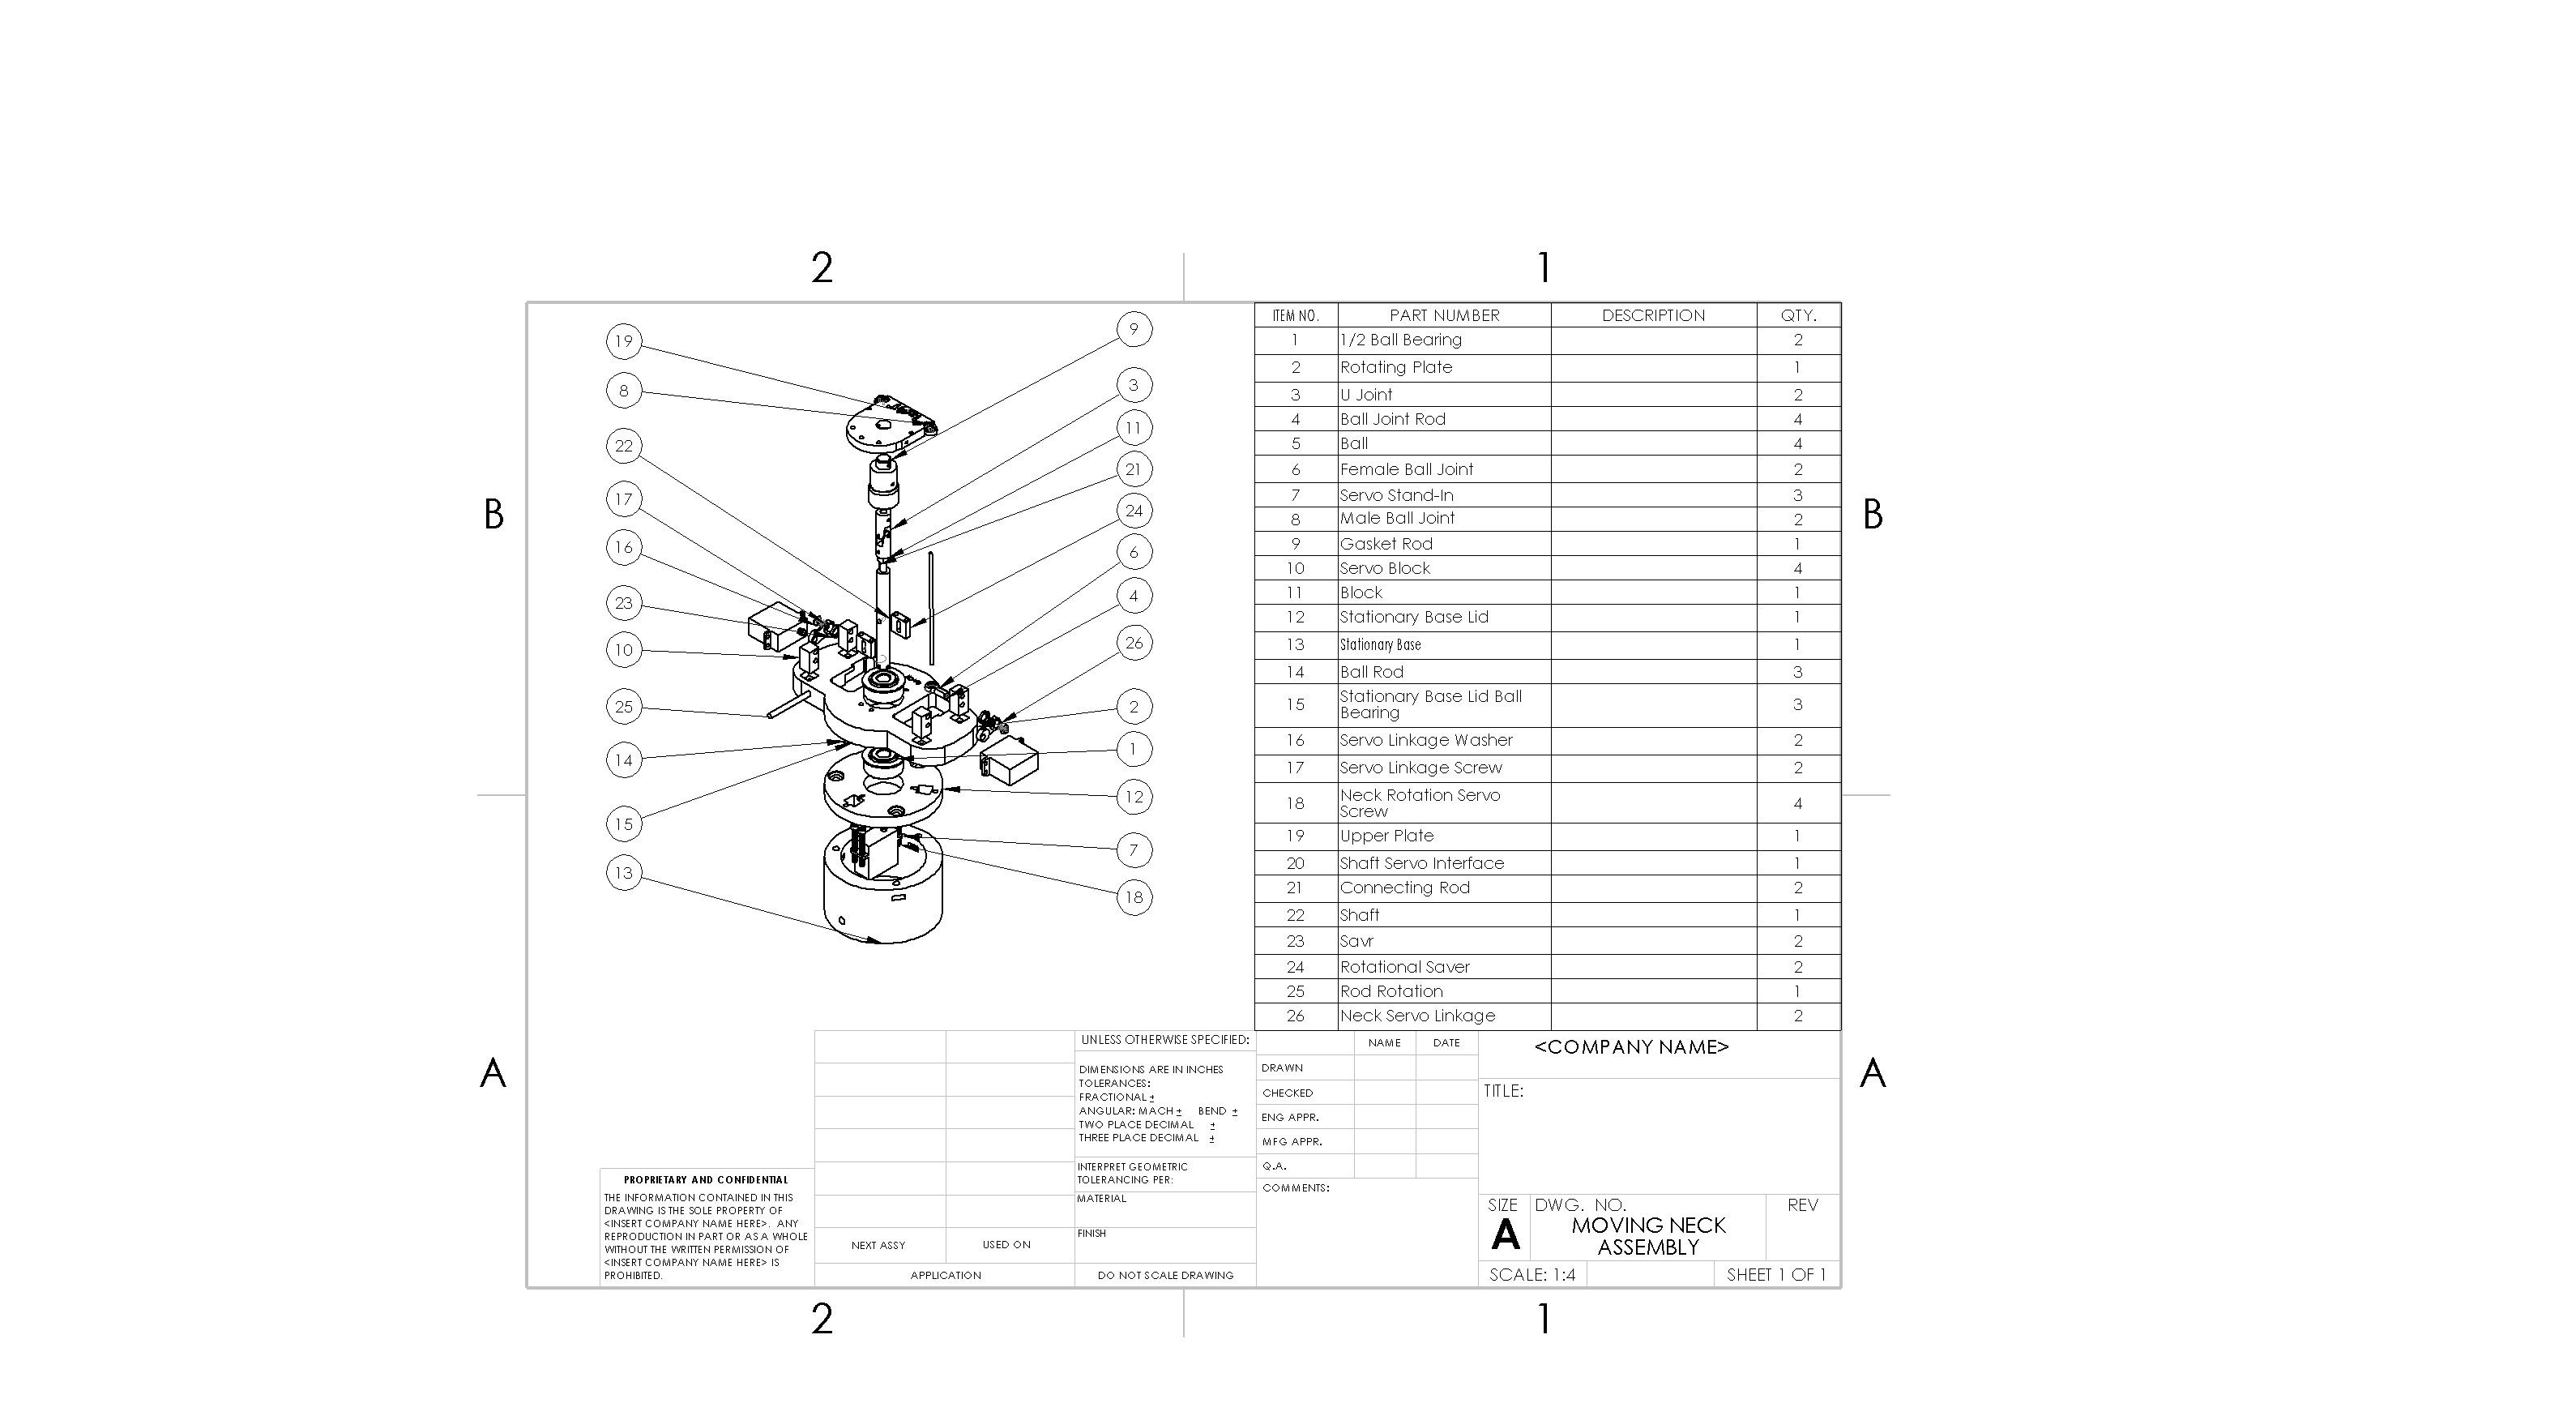 2
1
B
B
A
A
2
1
19
8
22
17
16
23
10
25
14
15
13
9
3
11
21
24
6
4
26
2
1
12
7
18
ITEM NO. PART NUMBER DESCRIPTION QTY.
1 1/2 Ball Bearing 2
2 Rotating Plate 1
3 U Joint 2
4 Ball Joint Rod 4
5 Ball 4
6 Female Ball Joint 2
7 Servo Stand-In 3
8 Male Ball Joint 2
9 Gasket Rod 1
10 Servo Block 4
11 Block 1
12 Stationary Base Lid 1
13 Stationary Base 1
14 Ball Rod 3
15 Stationary Base Lid Ball
Bearing 3
16 Servo Linkage Washer 2
17 Servo Linkage Screw 2
18 Neck Rotation Servo
Screw 4
19 Upper Plate 1
20 Shaft Servo Interface 1
21 Connecting Rod 2
22 Shaft 1
23 Savr 2
24 Rotational Saver 2
25 Rod Rotation 1
26 Neck Servo Linkage 2
PROPRIETARY AND CONFIDENTIAL
THE INFORMATION CONTAINED IN THIS
DRAWING IS THE SOLE PROPERTY OF
<INSERT COMPANY NAME HERE>. ANY
REPRODUCTION IN PART OR AS A WHOLE
WITHOUT THE WRITTEN PERMISSION OF
<INSERT COMPANY NAME HERE> IS
PROHIBITED.
NEXT ASSY USED ON
APPLICATION
UNLESS OTHERWISE SPECIFIED:
DIMENSIONS ARE IN INCHES
TOLERANCES:
FRACTIONAL ±
ANGULAR: MACH ± BEND ±
TWO PLACE DECIMAL ±
THREE PLACE DECIMAL ±
INTERPRET GEOMETRIC
TOLERANCING PER:
MATERIAL
FINISH
DO NOT SCALE DRAWING
NAME DATE
DRAWN
CHECKED
ENG APPR.
MFG APPR.
Q.A.
COMMENTS:
<COMPANY NAME>
TITLE:
SIZE DWG. NO. REV
A MOVING NECK
ASSEMBLY
SCALE: 1:4 SHEET 1 OF 1